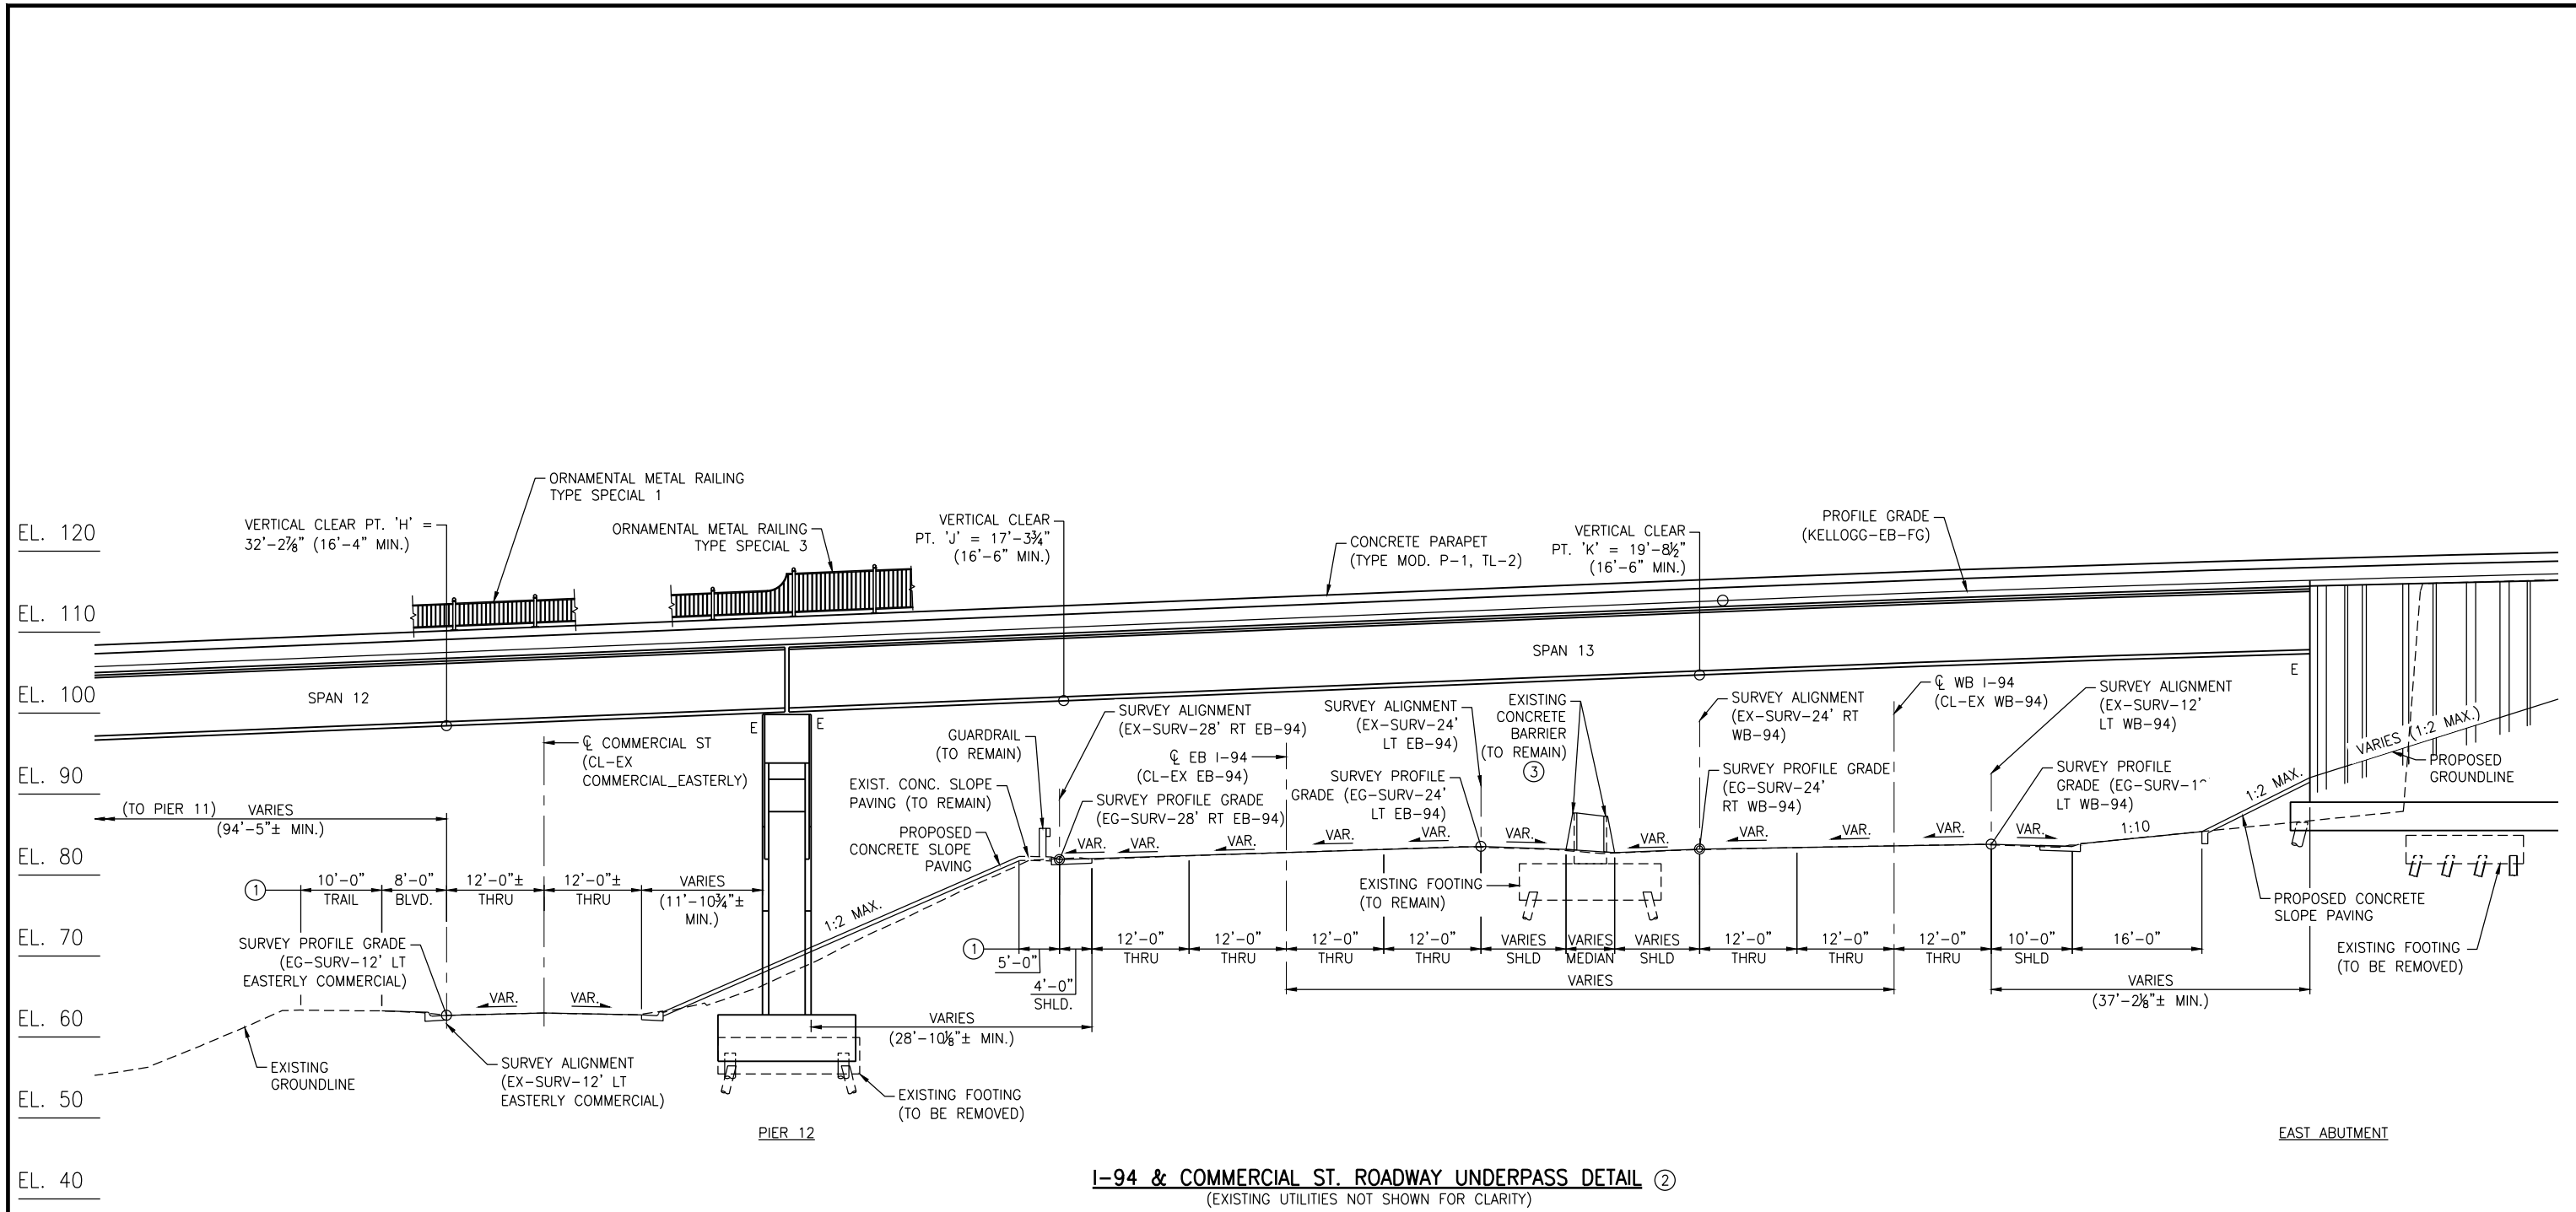 ORNAMENTAL METAL RAILING
TYPE SPECIAL 1
VERTICAL CLEAR PT. 'H' =
32'-2⅞" (16'-4" MIN.)
ORNAMENTAL METAL RAILING
TYPE SPECIAL 3
VERTICAL CLEAR
PT. 'J' = 17'-3¾"
(16'-6" MIN.)
CONCRETE PARAPET
(TYPE MOD. P-1, TL-2)
VERTICAL CLEAR
PT. 'K' = 19'-8½"
(16'-6" MIN.)
PROFILE GRADE
(KELLOGG-EB-FG)
EL. 120
EL. 110
EL. 100
EL. 90
EL. 80
EL. 70
EL. 60
EL. 50
EL. 40
SPAN 12
SPAN 13
E
E
E
℄ COMMERCIAL ST
(CL-EX
COMMERCIAL_EASTERLY)
GUARDRAIL
(TO REMAIN)
EXIST. CONC. SLOPE
PAVING (TO REMAIN)
PROPOSED
CONCRETE SLOPE
PAVING
SURVEY ALIGNMENT
(EX-SURV-28' RT EB-94)
℄ EB I-94
(CL-EX EB-94)
SURVEY PROFILE GRADE
(EG-SURV-28' RT EB-94)
SURVEY ALIGNMENT
(EX-SURV-24'
LT EB-94)
SURVEY PROFILE
GRADE (EG-SURV-24'
LT EB-94)
EXISTING
CONCRETE
BARRIER
(TO REMAIN)
3
SURVEY ALIGNMENT
(EX-SURV-24' RT
WB-94)
SURVEY PROFILE GRADE
(EG-SURV-24'
RT WB-94)
℄ WB I-94
(CL-EX WB-94)
SURVEY ALIGNMENT
(EX-SURV-12'
LT WB-94)
SURVEY PROFILE
GRADE (EG-SURV-1
LT WB-94)
VARIES (1:2 MAX.)
PROPOSED
GROUNDLINE
1:2 MAX.
1:10
(TO PIER 11) VARIES
(94'-5"± MIN.)
VAR.
VAR.
VAR.
VAR.
VAR.
VAR.
VAR.
VAR.
VAR.
VAR.
VAR.
VAR.
VAR.
1
10'-0"
TRAIL
8'-0"
BLVD.
12'-0"±
THRU
12'-0"±
THRU
VARIES
(11'-10¾"±
MIN.)
1:2 MAX.
EXISTING FOOTING
(TO REMAIN)
PROPOSED CONCRETE
SLOPE PAVING
EXISTING FOOTING
(TO BE REMOVED)
SURVEY PROFILE GRADE
(EG-SURV-12' LT
EASTERLY COMMERCIAL)
1
5'-0"
4'-0"
SHLD.
12'-0"
THRU
12'-0"
THRU
12'-0"
THRU
12'-0"
THRU
VARIES
SHLD
VARIES
MEDIAN
VARIES
SHLD
12'-0"
THRU
12'-0"
THRU
12'-0"
THRU
10'-0"
SHLD
16'-0"
VARIES
VARIES
(37'-2⅛"± MIN.)
VARIES
(28'-10⅛"± MIN.)
EXISTING
GROUNDLINE
SURVEY ALIGNMENT
(EX-SURV-12' LT
EASTERLY COMMERCIAL)
EXISTING FOOTING
(TO BE REMOVED)
PIER 12
EAST ABUTMENT
I-94 & COMMERCIAL ST. ROADWAY UNDERPASS DETAIL 2
(EXISTING UTILITIES NOT SHOWN FOR CLARITY)